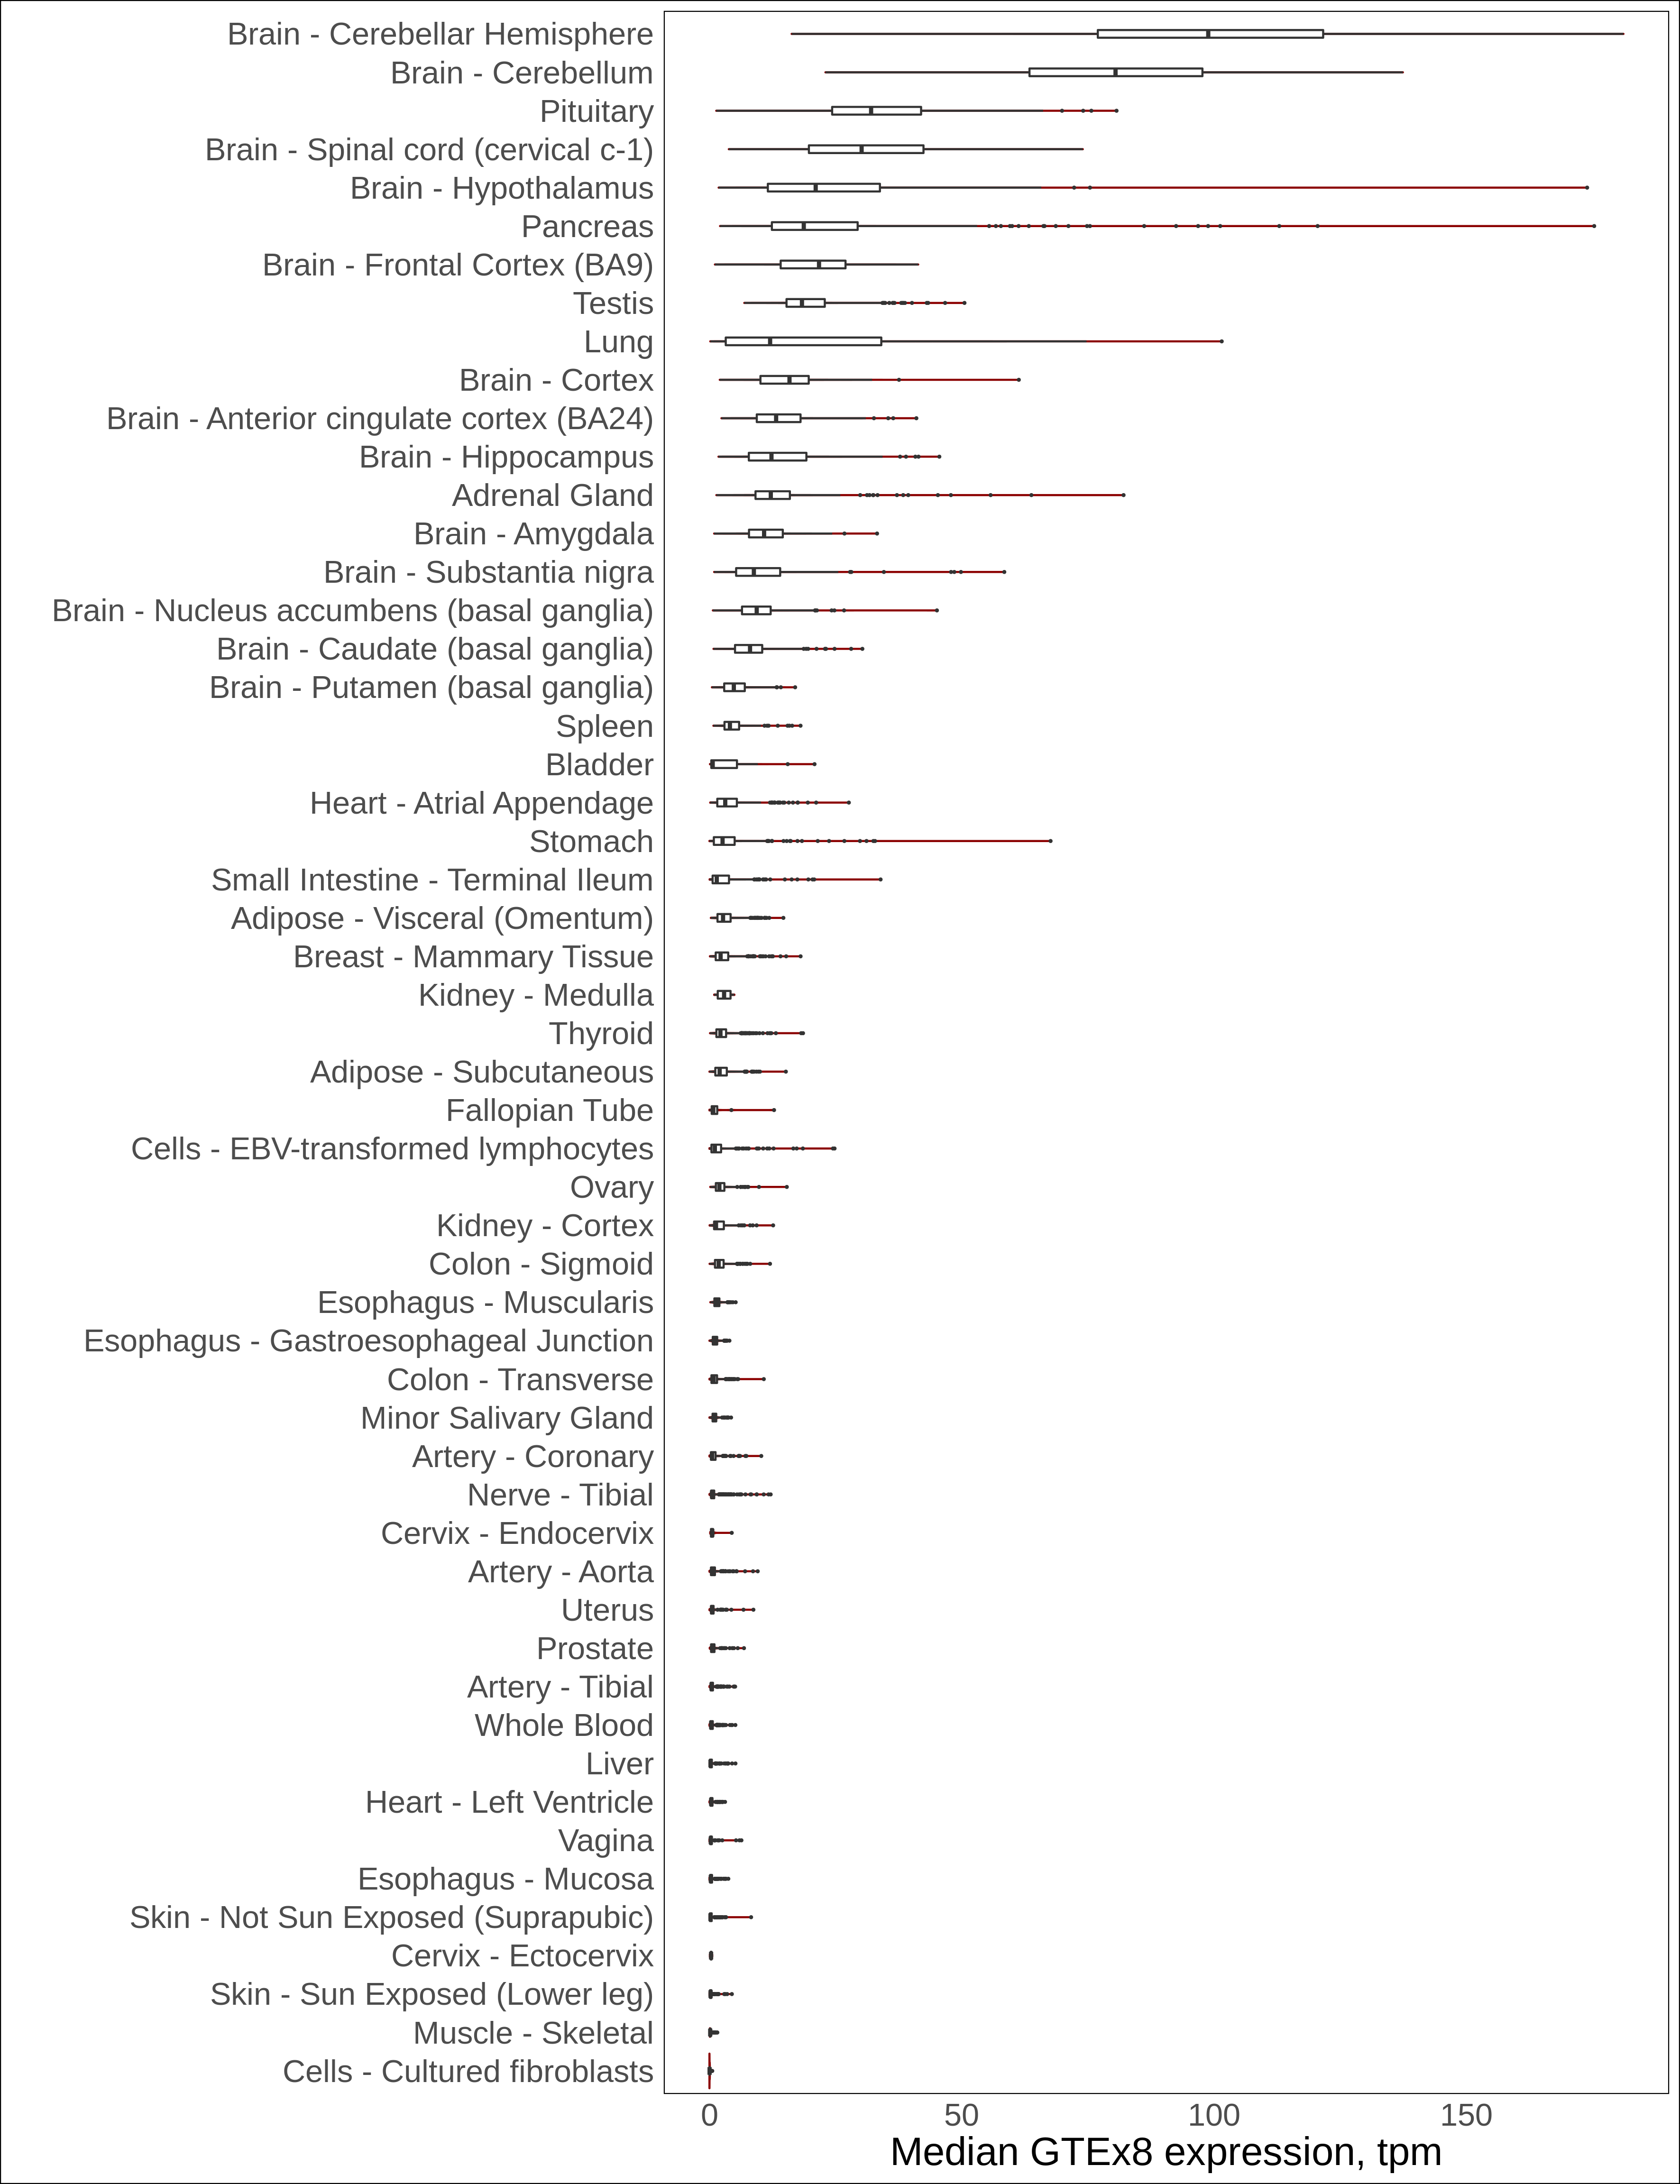 Brain - Cerebellar Hemisphere
Brain - Cerebellum
Pituitary
Brain - Spinal cord (cervical c-1)
Brain - Hypothalamus
Pancreas
Brain - Frontal Cortex (BA9)
Testis
Lung
Brain - Cortex
Brain - Anterior cingulate cortex (BA24)
Brain - Hippocampus
Adrenal Gland
Brain - Amygdala
Brain - Substantia nigra
Brain - Nucleus accumbens (basal ganglia)
Brain - Caudate (basal ganglia)
Brain - Putamen (basal ganglia)
Spleen
Bladder
Heart - Atrial Appendage
Stomach
Small Intestine - Terminal Ileum
Adipose - Visceral (Omentum)
Breast - Mammary Tissue
Kidney - Medulla
Thyroid
Adipose - Subcutaneous
Fallopian Tube
Cells - EBV-transformed lymphocytes
Ovary
Kidney - Cortex
Colon - Sigmoid
Esophagus - Muscularis
Esophagus - Gastroesophageal Junction
Colon - Transverse
Minor Salivary Gland
Artery - Coronary
Nerve - Tibial
Cervix - Endocervix
Artery - Aorta
Uterus
Prostate
Artery - Tibial
Whole Blood
Liver
Heart - Left Ventricle
Vagina
Esophagus - Mucosa
Skin - Not Sun Exposed (Suprapubic)
Cervix - Ectocervix
Skin - Sun Exposed (Lower leg)
Muscle - Skeletal
Cells - Cultured fibroblasts
0 50 100 150
Median GTEx8 expression, tpm